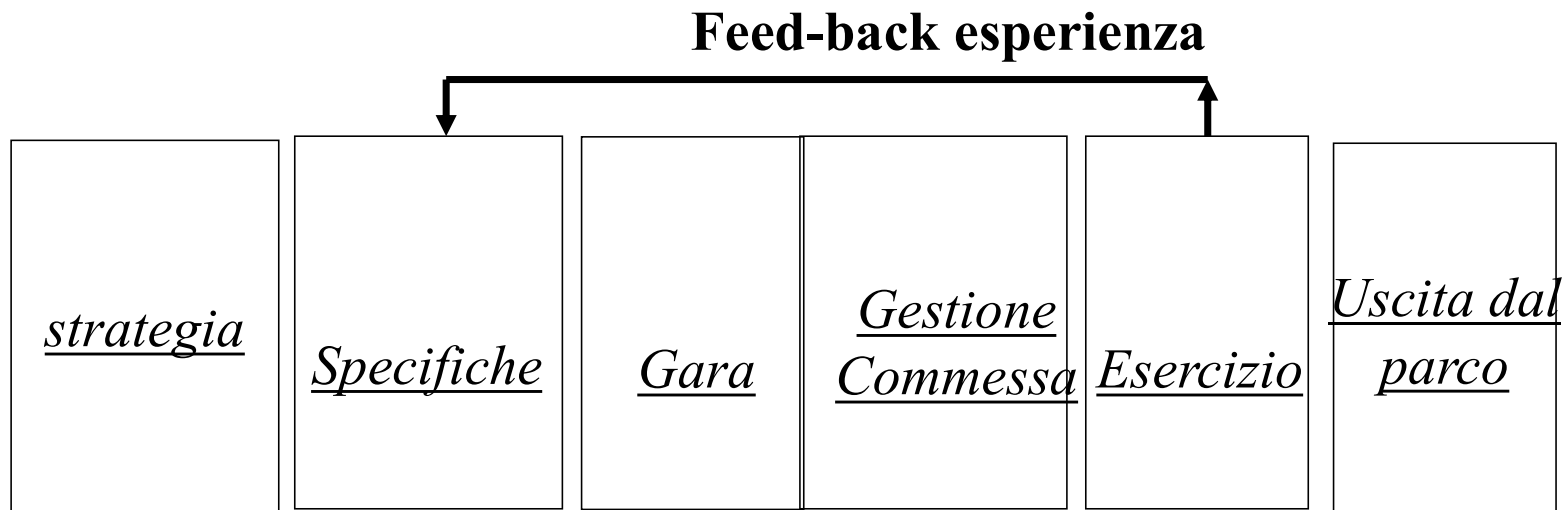 Feed-back esperienza
strategia
Specifiche
Gara
Gestione
Commessa
Esercizio
Uscita dal
parco